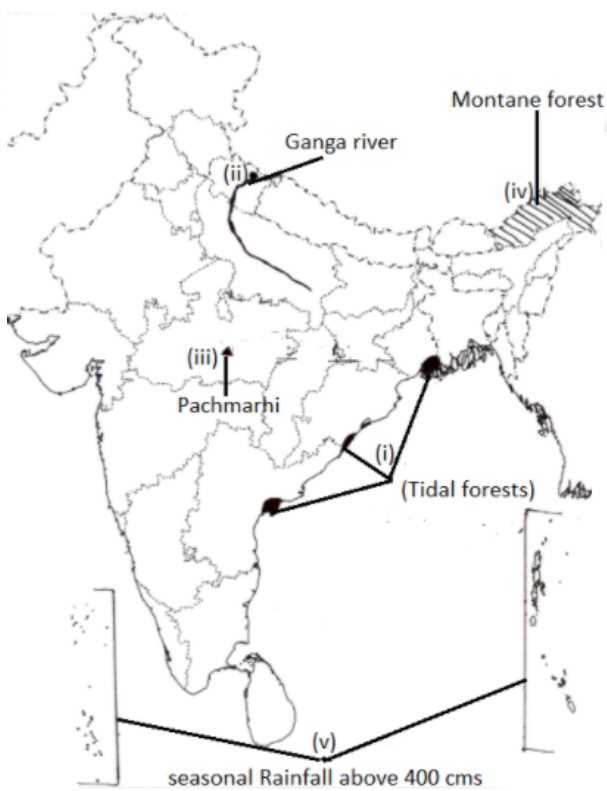 Montane forest
Ganga river
(ii)
(iv)
(iii)
Pachmarhi
(i)
(Tidal forests)
(v)
seasonal Rainfall above 400 cms